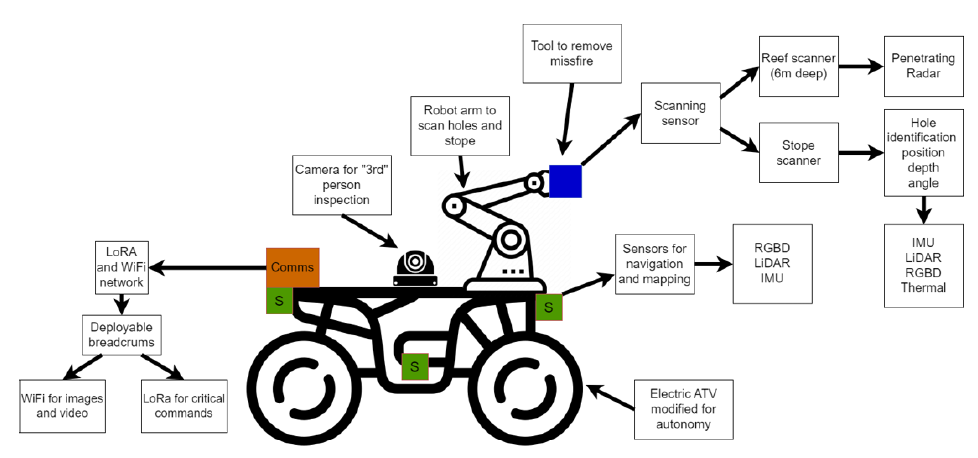 Tool to remove
missfire
Reef scanner
(6m deep)
Penetrating
Radar
Scanning
sensor
Robot arm to
scan holes and
stope
Stope
scanner
Hole
identification
position
depth
angle
Camera for "3rd"
person
inspection
LoRA
and WiFi
network
Comms
S
S
S
Sensors for
navigation
and mapping
RGBD
LiDAR
IMU
IMU
LiDAR
RGBD
Thermal
Deployable
breadcrums
WiFi for images
and video
LoRa for critical
commands
Electric ATV
modified for
autonomy